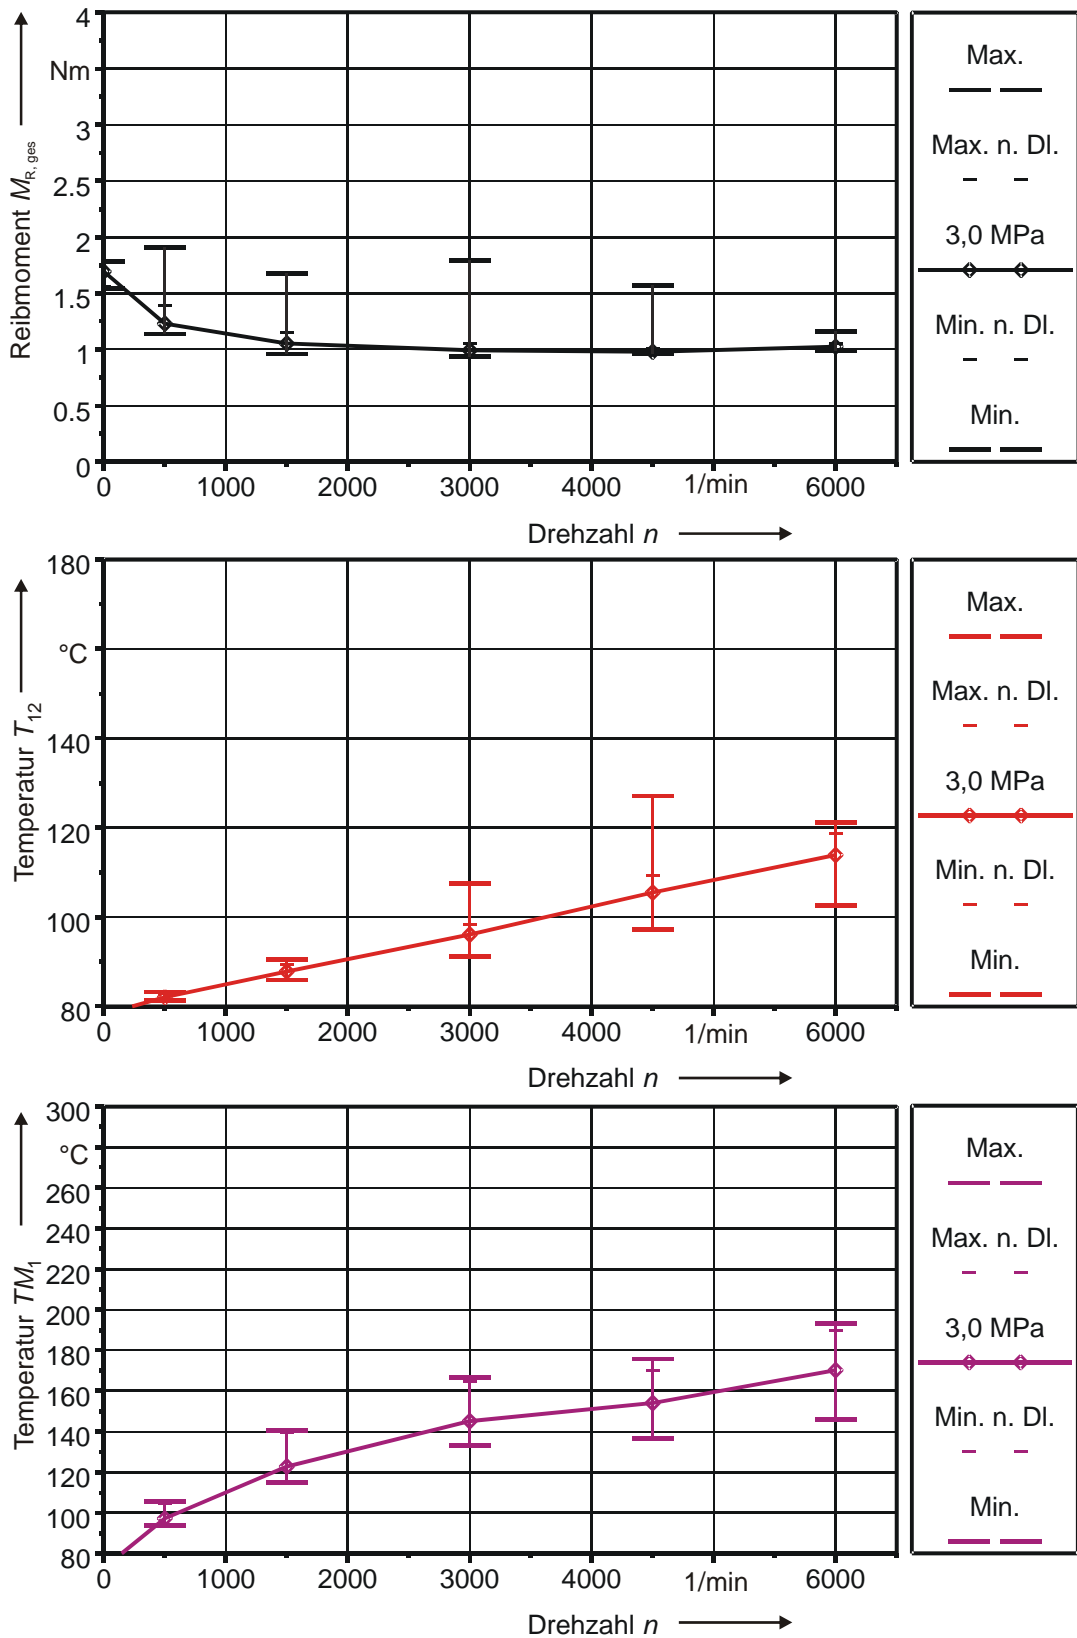 Reibmoment M_R, ges
4
Nm
3
2.5
2
1.5
1
0.5
0
0 1000 2000 3000 4000 1/min 6000
Drehzahl n
Max.
Max. n. Dl.
3,0 MPa
Min. n. Dl.
Min.
Temperatur T_12
180
°C
140
120
100
80
0 1000 2000 3000 4000 1/min 6000
Drehzahl n
Max.
Max. n. Dl.
3,0 MPa
Min. n. Dl.
Min.
Temperatur TM_1
300
°C
260
240
220
200
180
160
140
120
100
80
0 1000 2000 3000 4000 1/min 6000
Drehzahl n
Max.
Max. n. Dl.
3,0 MPa
Min. n. Dl.
Min.